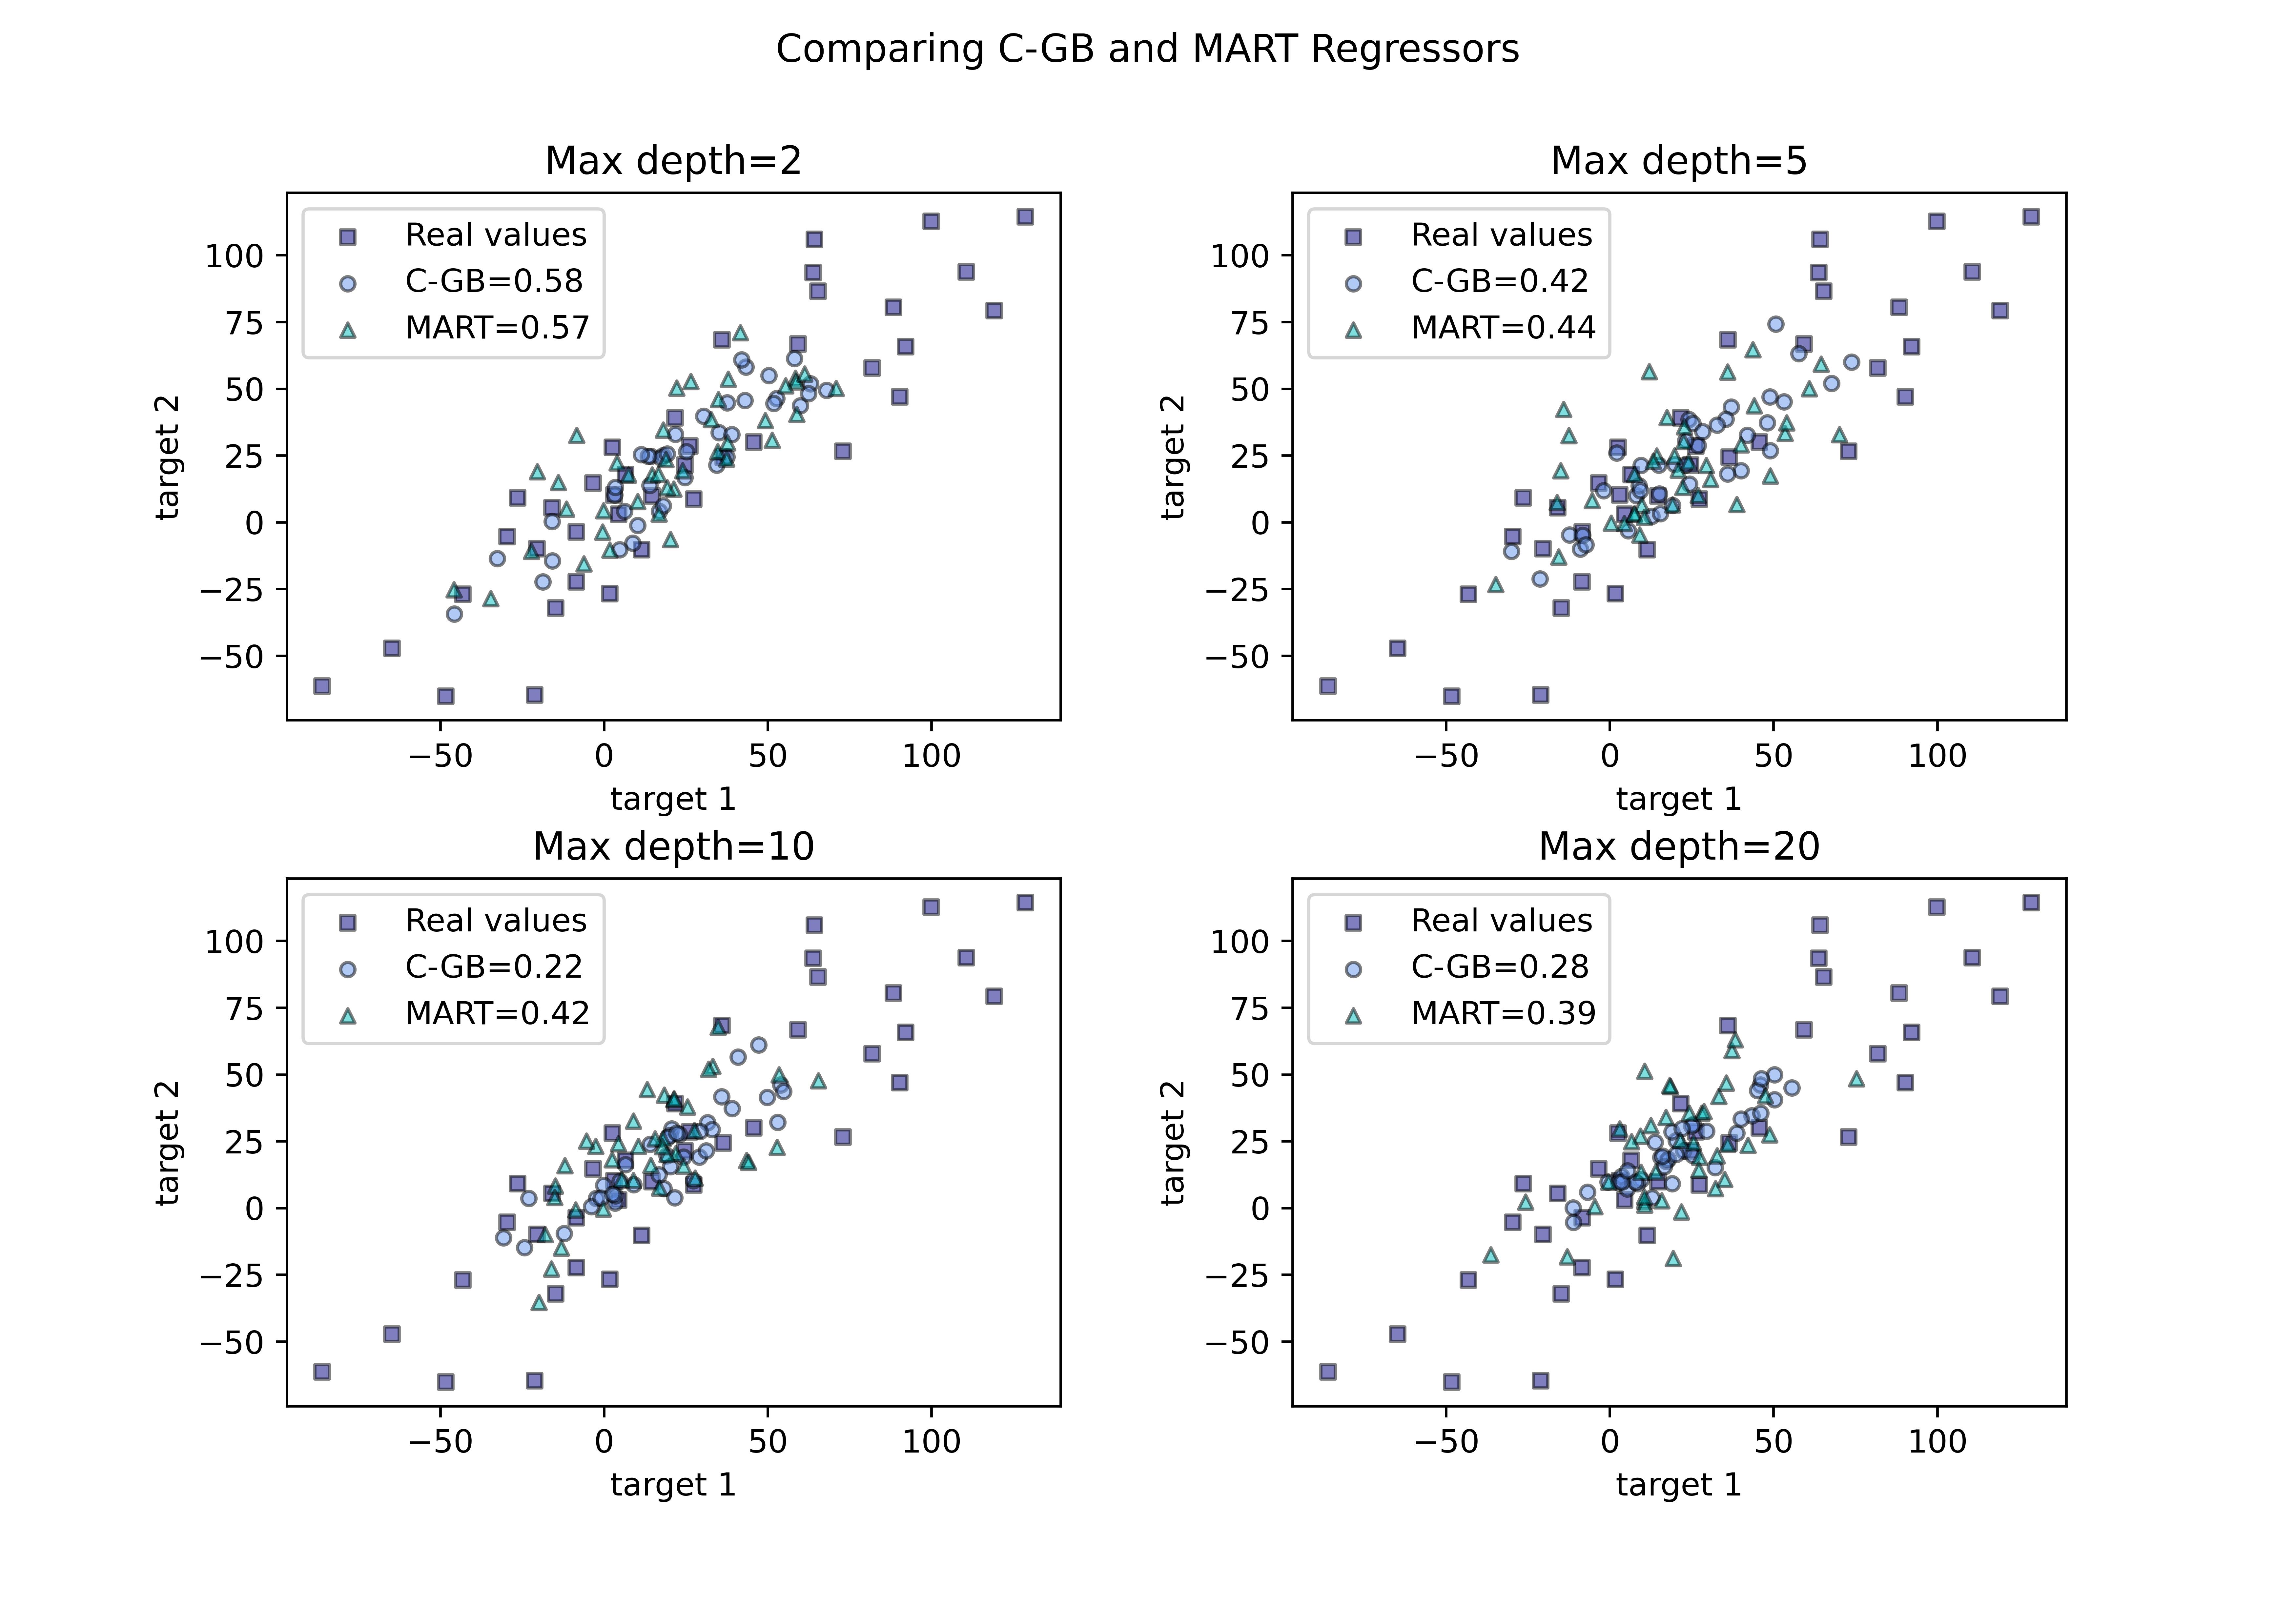 Comparing C-GB and MART Regressors
Max depth=2
Real values
C-GB=0.58
MART=0.57
target 2
100
75
50
25
0
−25
−50
−50 0 50 100
target 1
Max depth=5
Real values
C-GB=0.42
MART=0.44
target 2
100
75
50
25
0
−25
−50
−50 0 50 100
target 1
Max depth=10
Real values
C-GB=0.22
MART=0.42
target 2
100
75
50
25
0
−25
−50
−50 0 50 100
target 1
Max depth=20
Real values
C-GB=0.28
MART=0.39
target 2
100
75
50
25
0
−25
−50
−50 0 50 100
target 1